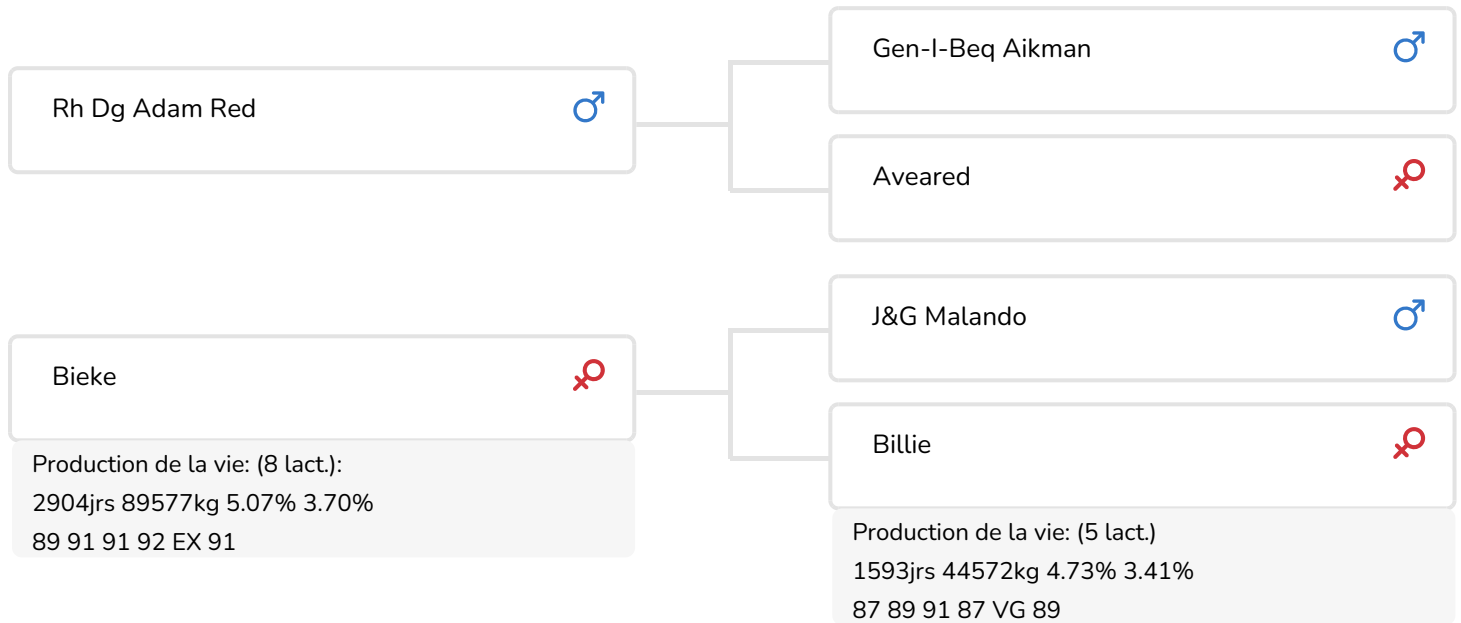 Rh Dg Adam Red
Gen-I-Beq Aikman
Aveared
Bieke
Production de la vie: (8 lact.):
2904jrs 89577kg 5.07% 3.70%
89 91 91 92 EX 91
J&G Malando
Billie
Production de la vie: (5 lact.)
1593jrs 44572kg 4.73% 3.41%
87 89 91 87 VG 89